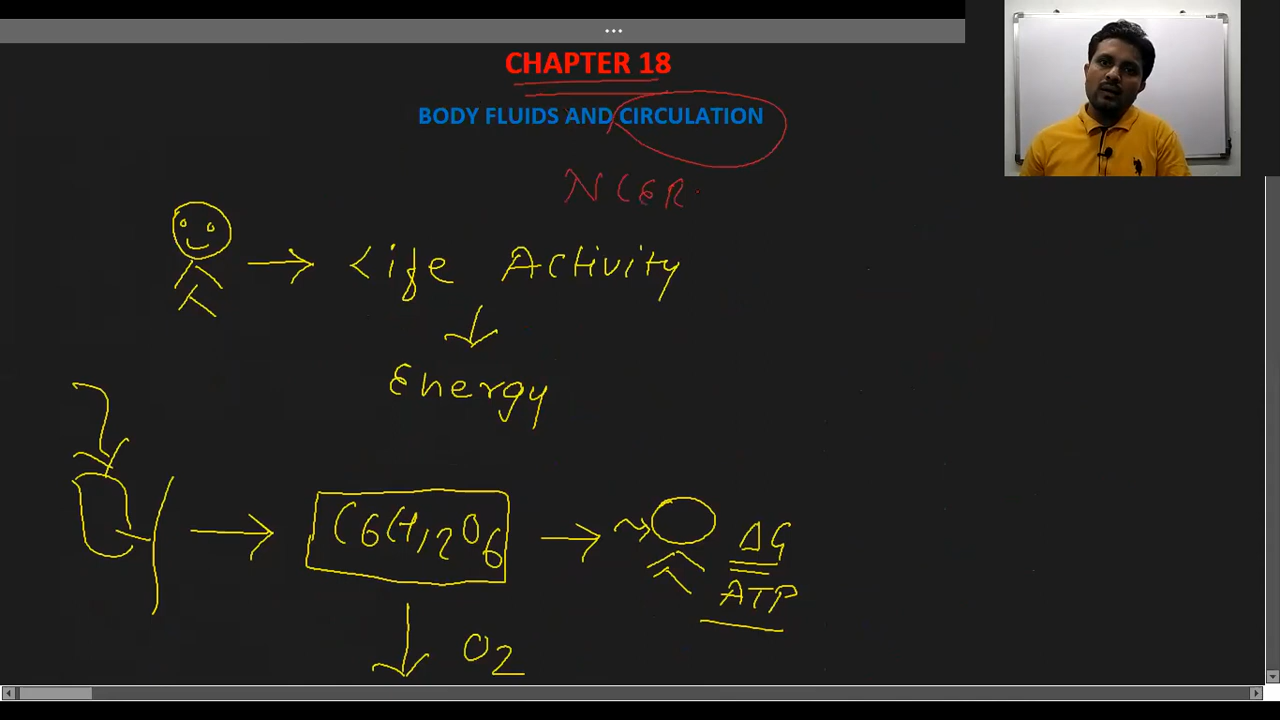 CHAPTER 18
BODY FLUIDS AND CIRCULATION
NCER
Life Activity
Energy
C6H12O6
ΔG
ATP
O2